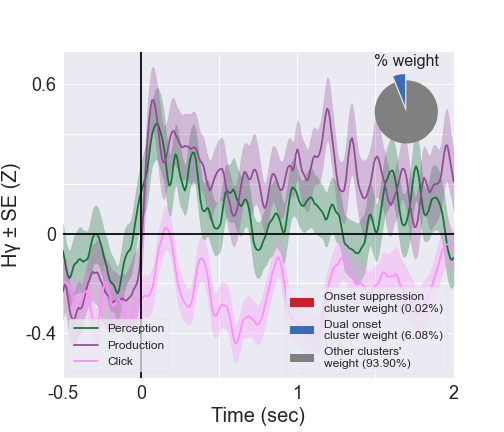 % weight
0.6
0
-0.4
Hγ ± SE (Z)
Perception
Production
Click
Onset suppression
cluster weight (0.02%)
Dual onset
cluster weight (6.08%)
Other clusters'
weight (93.90%)
-0.5
0
1
2
Time (sec)